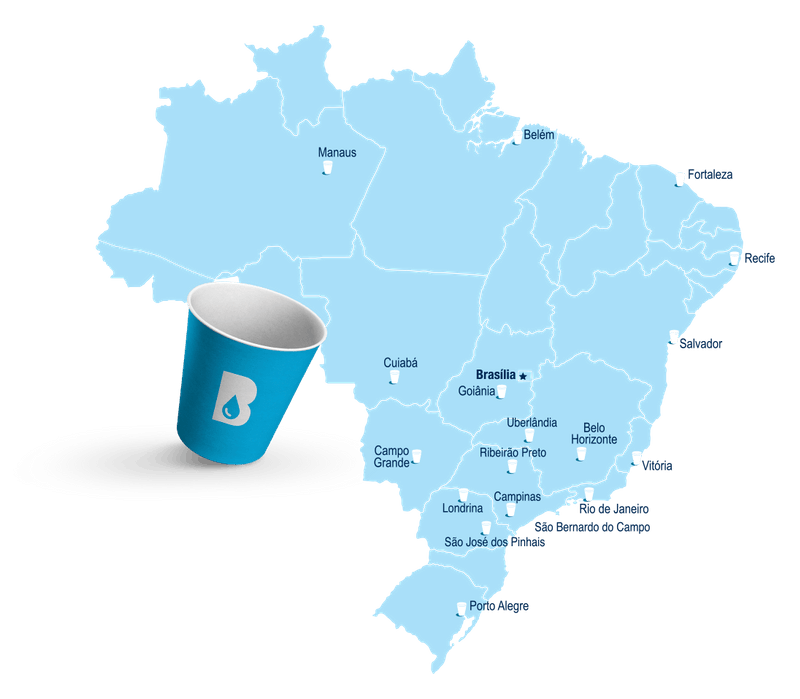 Belém
Manaus
Fortaleza
Recife
Salvador
Cuiabá
Brasília
Goiânia
Uberlândia
Belo
Horizonte
Ribeirão Preto
Campo
Grande
Vitória
Campinas
Londrina
Rio de Janeiro
São Bernardo do Campo
São José dos Pinhais
Porto Alegre
B